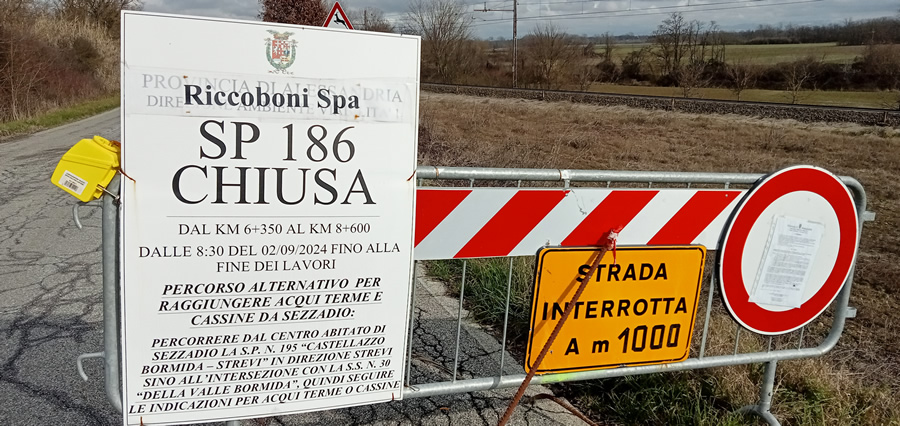 PROVINCIA DI ALESSANDRIA
Riccoboni Spa
SP 186
CHIUSA
DAL KM 6+350 AL KM 8+600
DALLE 8:30 DEL 02/09/2024 FINO ALLA
FINE DEI LAVORI
PERCORSO ALTERNATIVO PER
RAGGIUNGERE ACQUI TERME E
CASSINE DA SEZZADIO:
PERCORRERE DAL CENTRO ABITATO DI
SEZZADIO LA S.P. N. 195 “CASTELLAZZO
BORMIDA – STREVI” IN DIREZIONE STREVI
SINO ALL'INTERSEZIONE CON LA S.S. N. 30
“DELLA VALLE BORMIDA”, QUINDI SEGUIRE
LE INDICAZIONI PER ACQUI TERME O CASSINE
STRADA
INTERROTTA
A m 1000